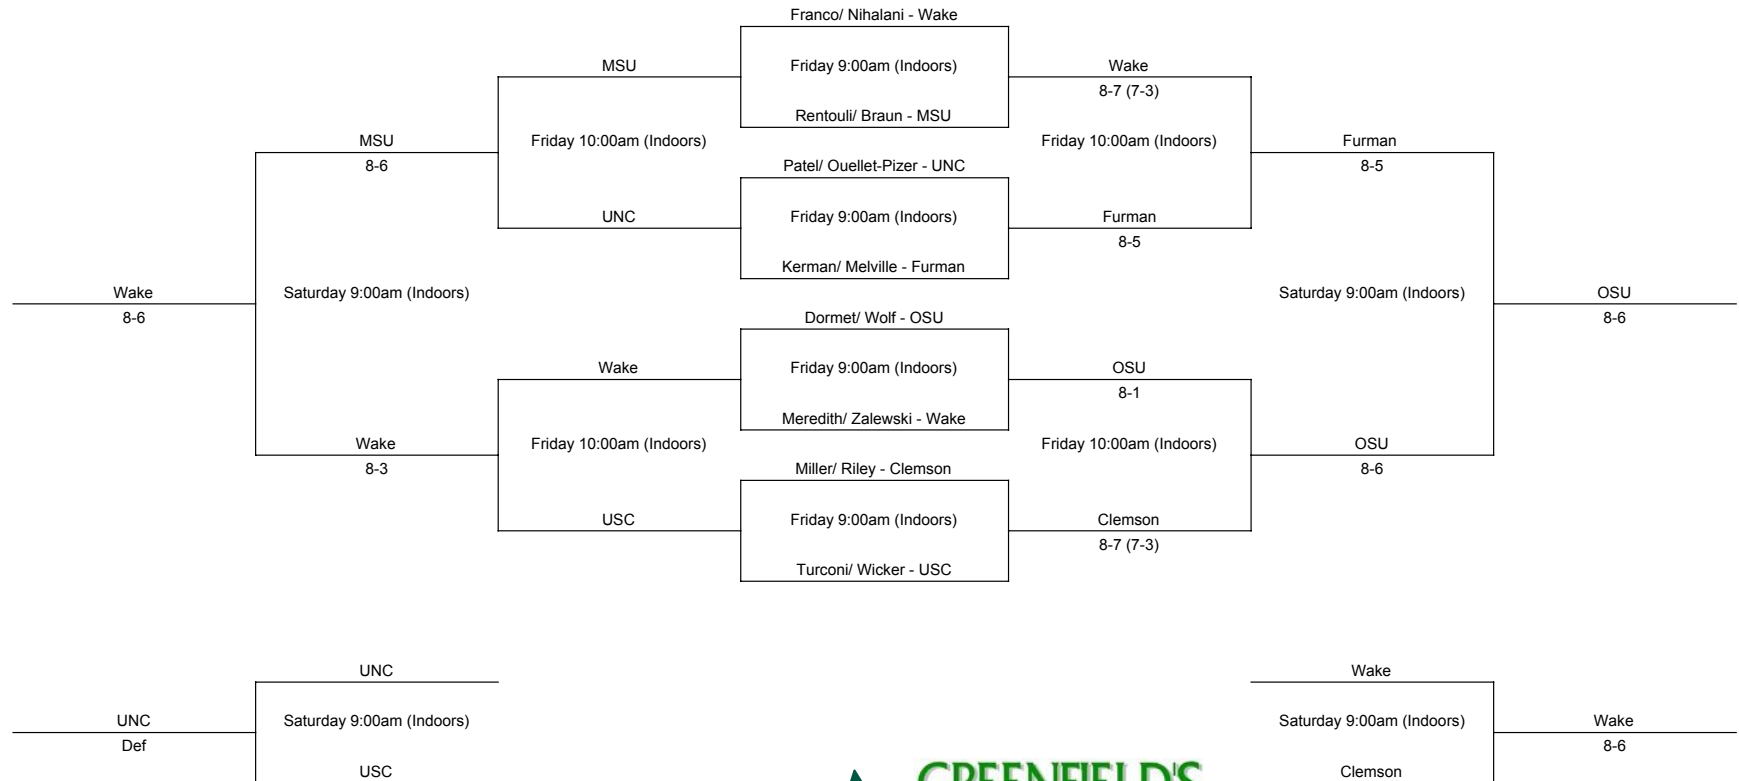 Franco/ Nihalani - Wake
MSU Friday 9:00am (Indoors) Wake
8-7 (7-3)
Rentouli/ Braun - MSU
MSU Friday 10:00am (Indoors) Friday 10:00am (Indoors) Furman
8-6 Patel/ Ouellet-Pizer - UNC 8-5
UNC Friday 9:00am (Indoors) Furman
8-5
Kerman/ Melville - Furman
Wake Saturday 9:00am (Indoors) Saturday 9:00am (Indoors) OSU
8-6 Dormet/ Wolf - OSU 8-6
Wake Friday 9:00am (Indoors) OSU
8-1
Meredith/ Zalewski - Wake
Wake Friday 10:00am (Indoors) Friday 10:00am (Indoors) OSU
8-3 Miller/ Riley - Clemson 8-6
USC Friday 9:00am (Indoors) Clemson
8-7 (7-3)
Turconi/ Wicker - USC
UNC Wake
UNC Saturday 9:00am (Indoors) Saturday 9:00am (Indoors) Wake
Def 8-6
USC GREENFIELD'S Clemson